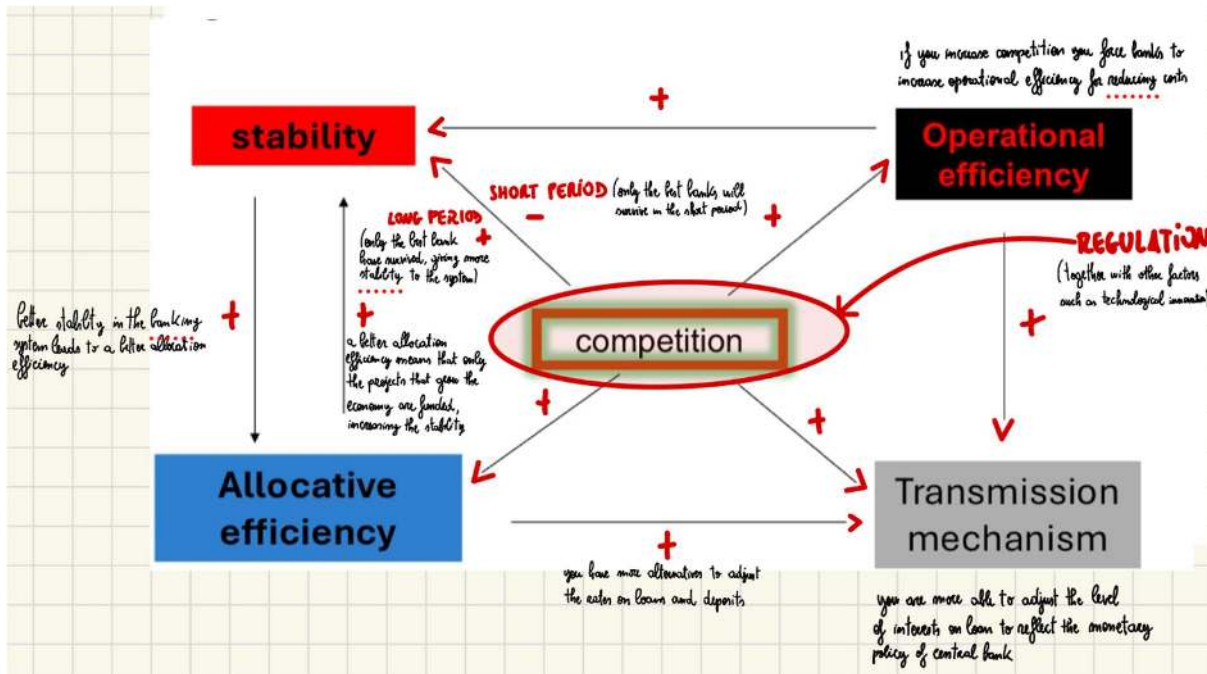 if you increase competition you force banks to
increase operational efficiency for reducing costs
+
stability
Operational
efficiency
SHORT PERIOD (only the best banks will
survive in the short period)
-
+
LONG PERIOD
+
(only the best bank
have survived, giving more
stability to the system)
REGULATION
(together with other factors
such as technological innovation)
better stability in the banking
system leads to a better allocation
efficiency
+
+
+
a better allocation
efficiency means that only
the projects that grow the
economy are funded,
increasing the stability
competition
+
+
Allocative
efficiency
Transmission
mechanism
+
you have more alternatives to adjust
the rates on loans and deposits
you are more able to adjust the level
of interests on loan to reflect the monetary
policy of central bank